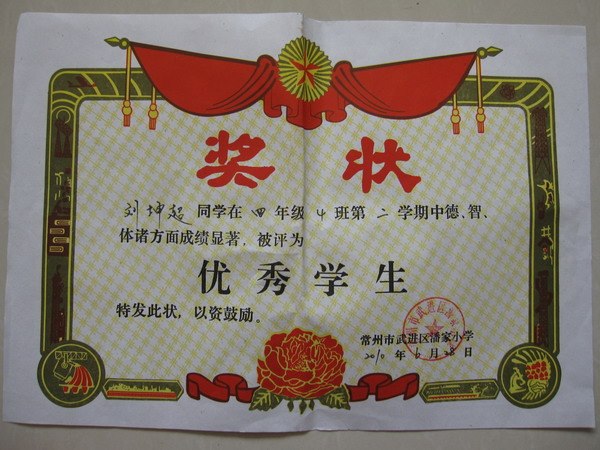 奖 状
刘坤超 同学在 四 年级 4 班第 二 学期中德、智、
体诸方面成绩显著，被评为
优秀学生
特发此状，以资鼓励。
常州市武进区潘家小学
2010 年 6 月 28 日